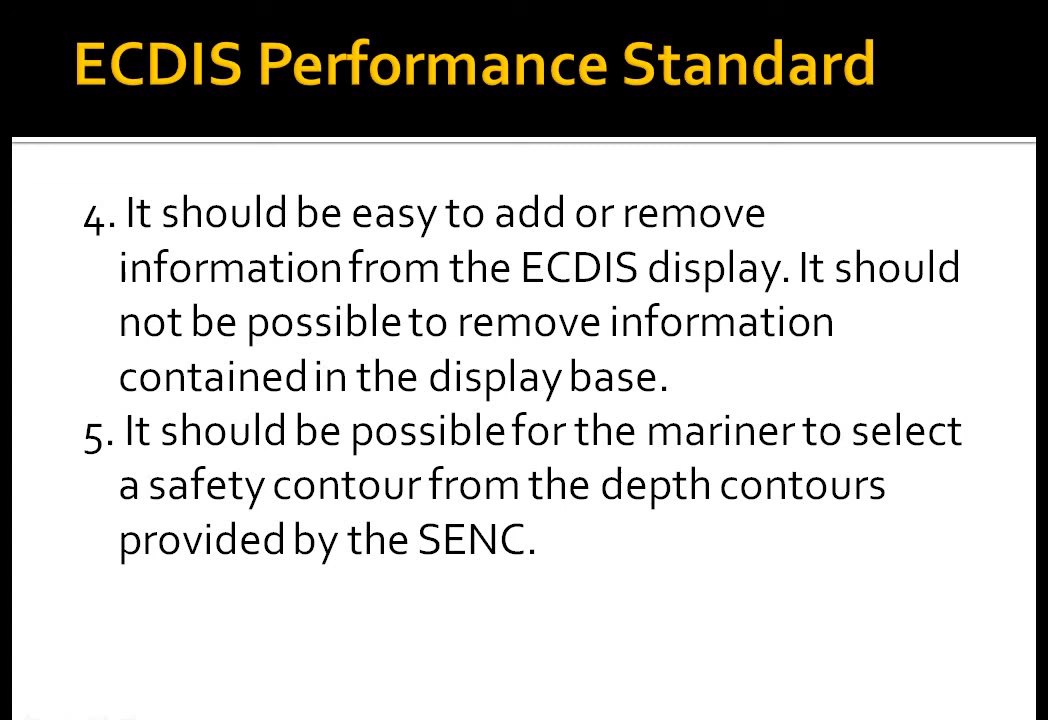 ECDIS Performance Standard
4. It should be easy to add or remove
information from the ECDIS display. It should
not be possible to remove information
contained in the display base.
5. It should be possible for the mariner to select
a safety contour from the depth contours
provided by the SENC.